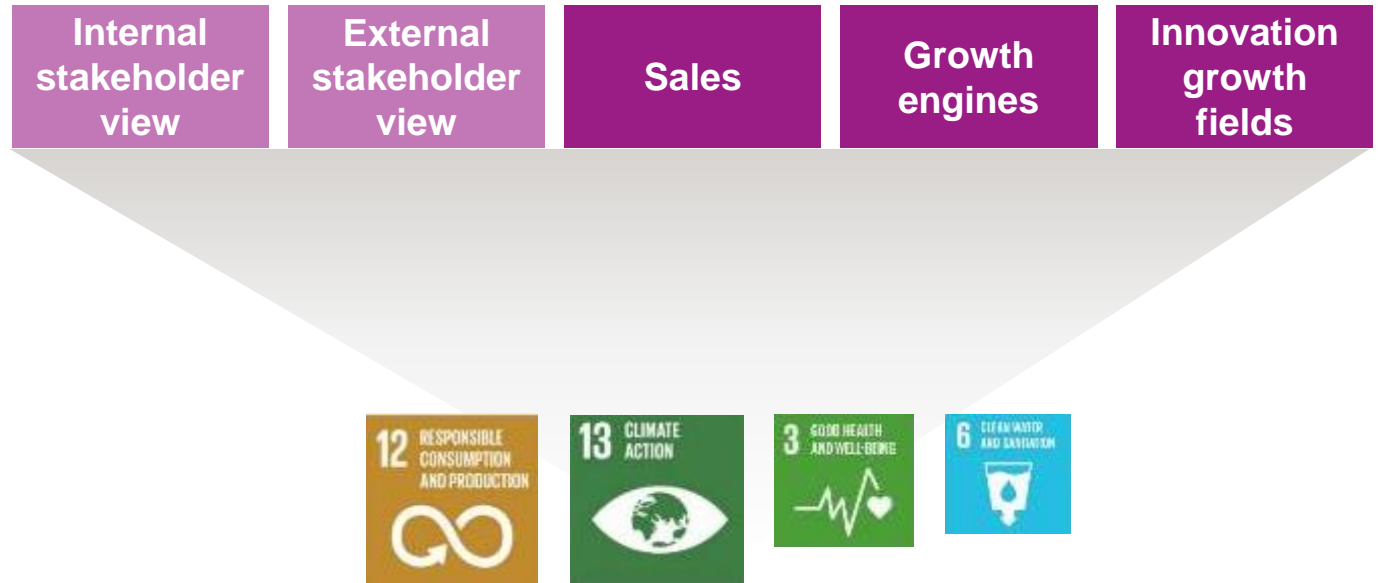 Internal
stakeholder
view
External
stakeholder
view
Sales
Growth
engines
Innovation
growth
fields
12 RESPONSIBLE
CONSUMPTION
AND PRODUCTION
13 CLIMATE
ACTION
3 GOOD HEALTH
AND WELL-BEING
6 CLEAN WATER
AND SANITATION